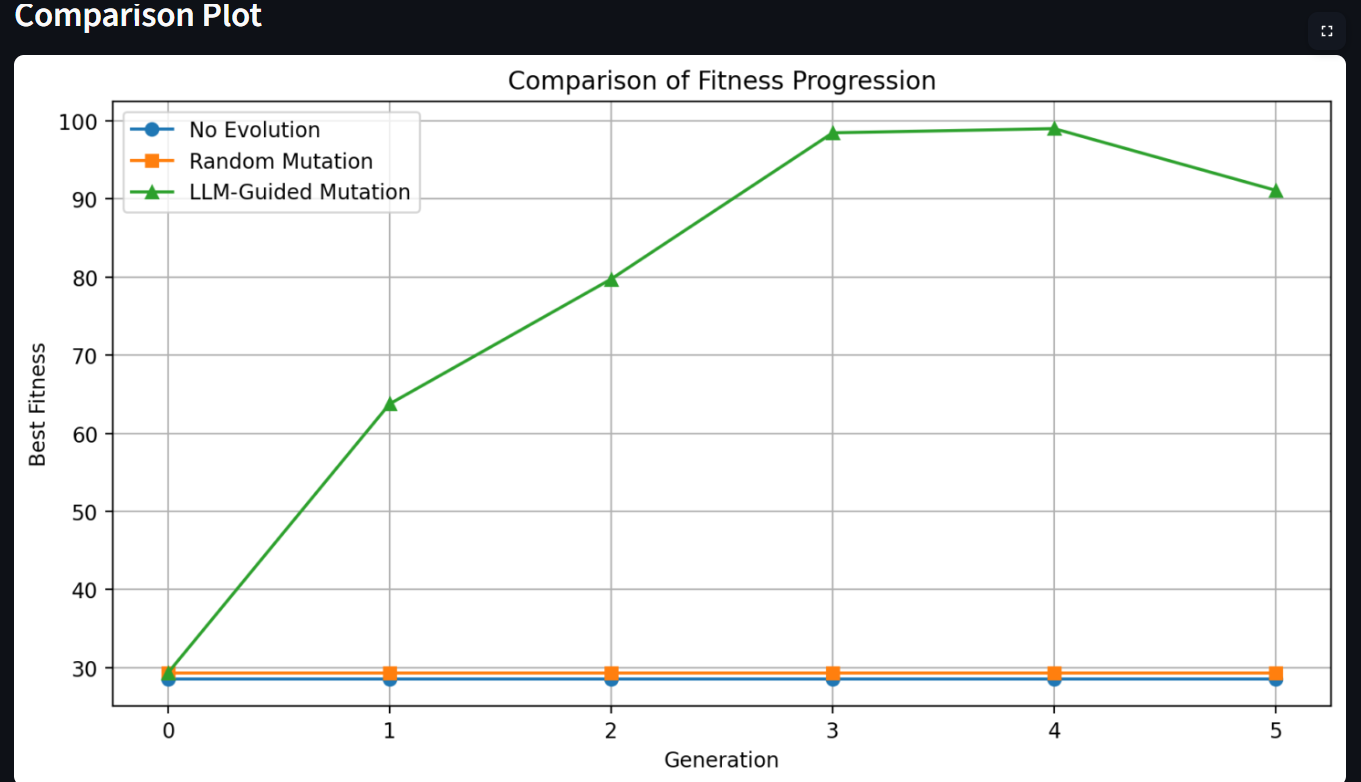 Comparison Plot
Comparison of Fitness Progression
No Evolution
Random Mutation
LLM-Guided Mutation
Best Fitness
100
90
80
70
60
50
40
30
0 1 2 3 4 5
Generation